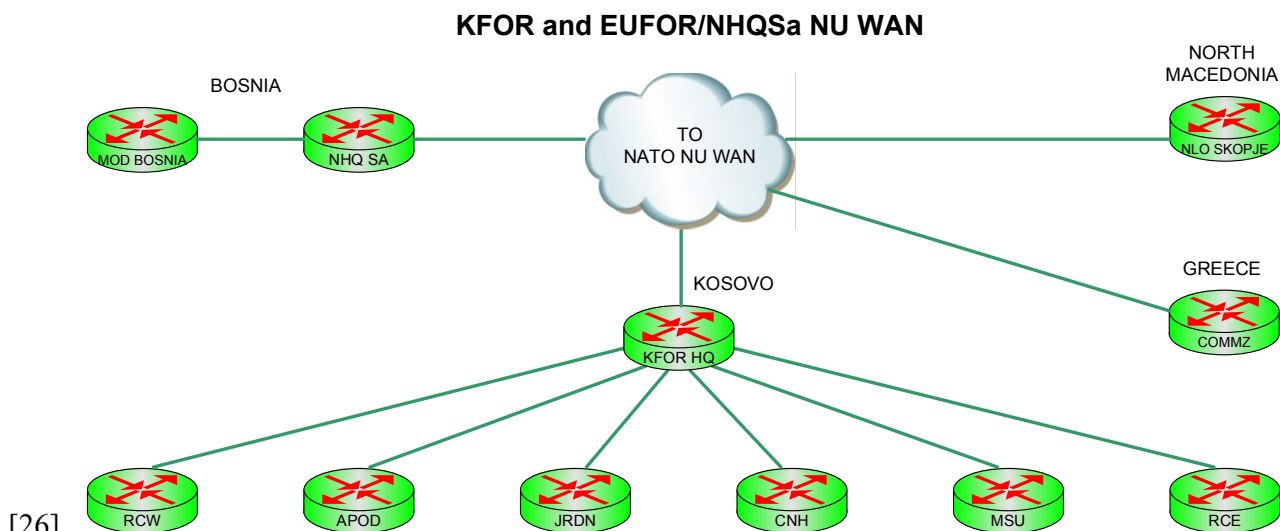 KFOR and EUFOR/NHQSa NU WAN
NORTH
MACEDONIA
BOSNIA
TO
NATO NU WAN
MOD BOSNIA
NHQ SA
NLO SKOPJE
KOSOVO
GREECE
KFOR HQ
COMMZ
RCW
APOD
JRDN
CNH
MSU
RCE
[26]